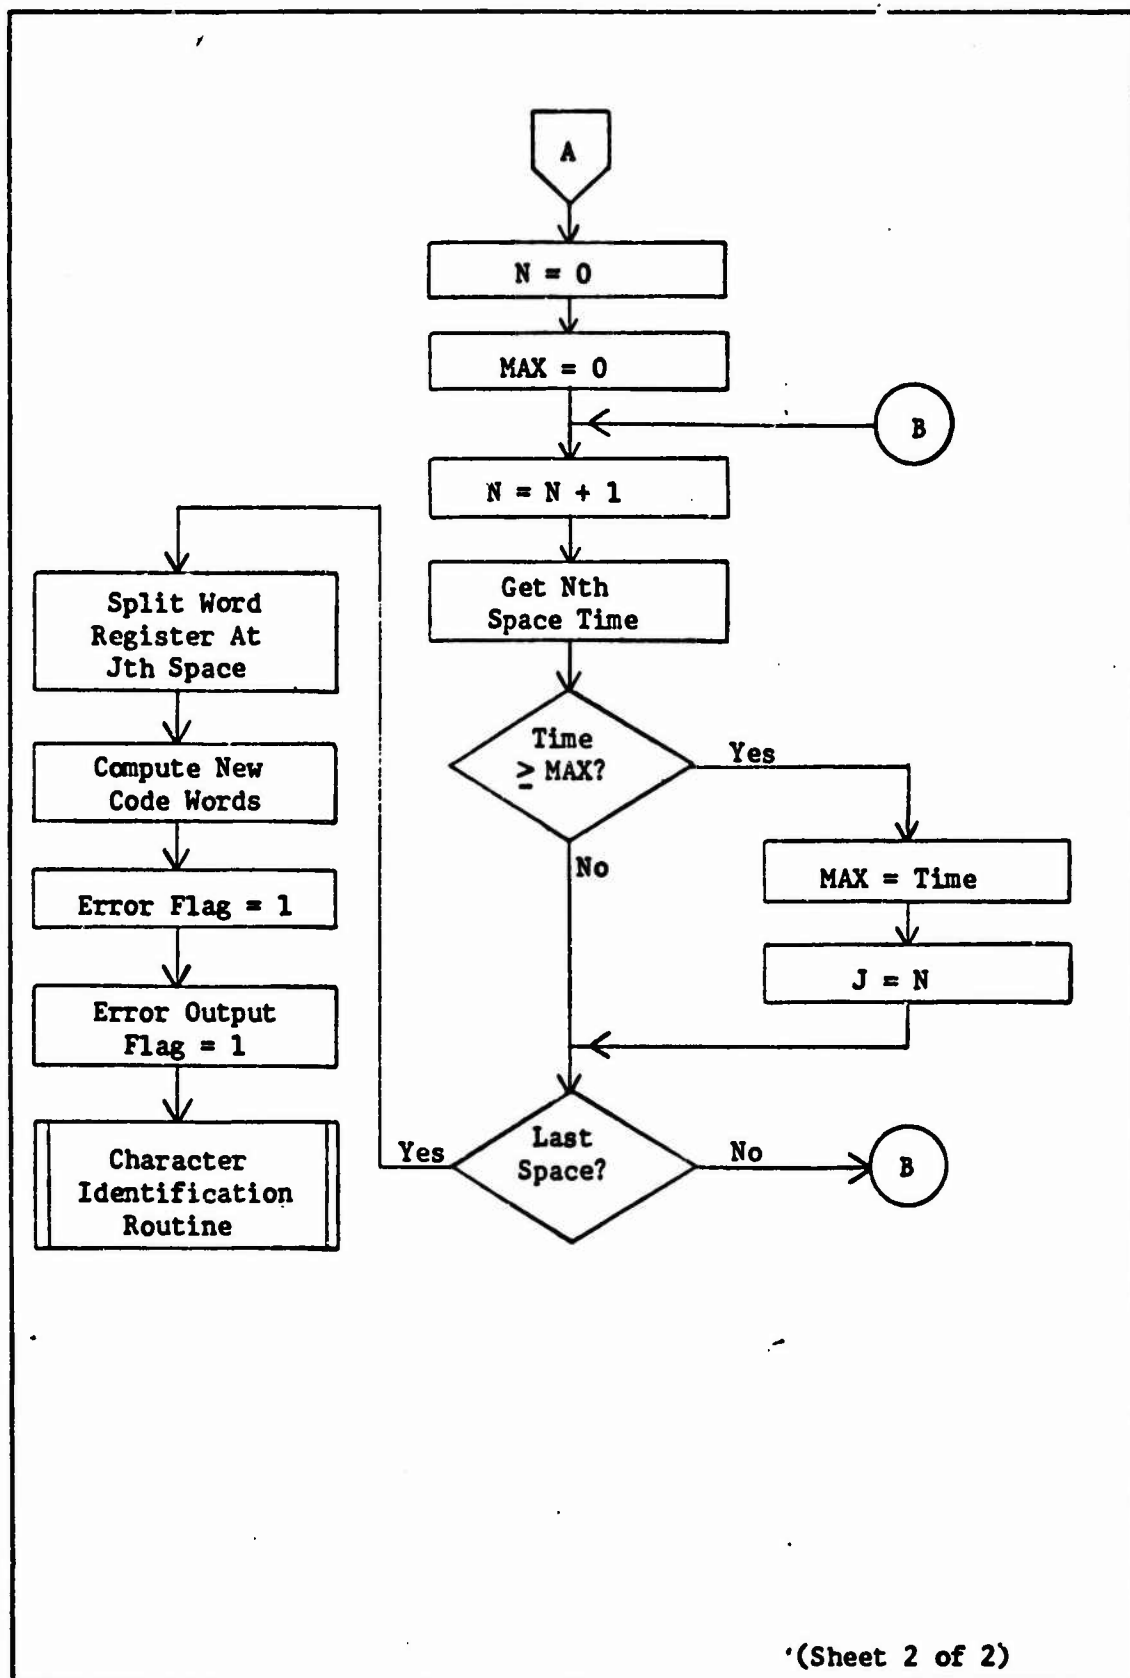 A
N = 0
MAX = 0
B
N = N + 1
Get Nth
Space Time
Time
≥ MAX?
Yes
No
MAX = Time
J = N
Last
Space?
Yes
No
B
Split Word
Register At
Jth Space
Compute New
Code Words
Error Flag = 1
Error Output
Flag = 1
Character
Identification
Routine
(Sheet 2 of 2)